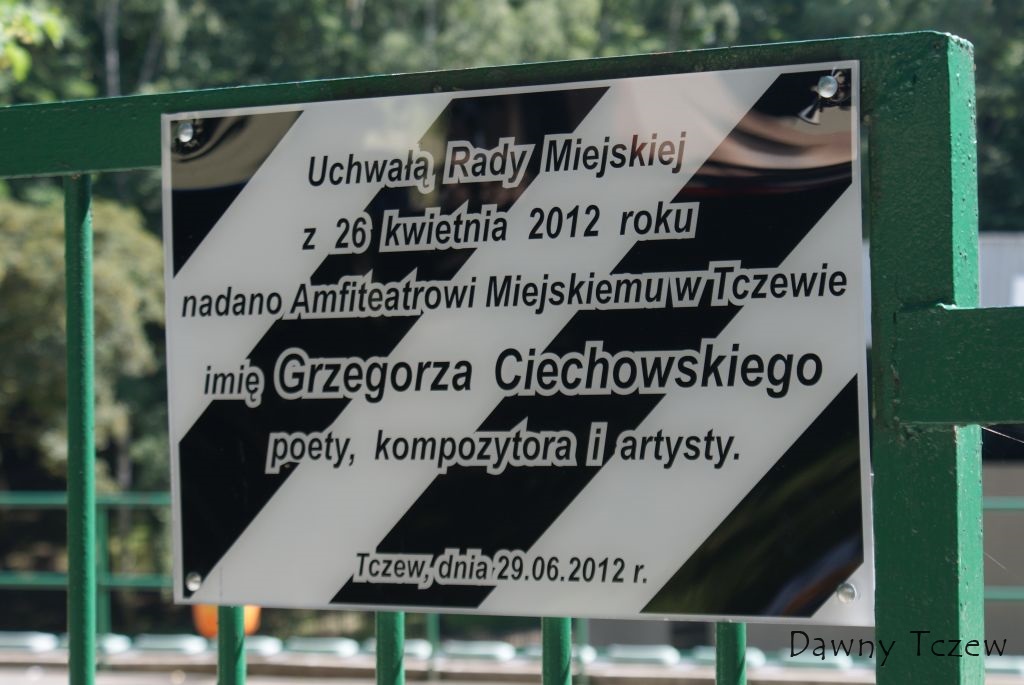 Uchwałą Rady Miejskiej
z 26 kwietnia 2012 roku
nadano Amfiteatrowi Miejskiemu w Tczewie
imię Grzegorza Ciechowskiego
poety, kompozytora i artysty.
Tczew, dnia 29.06.2012 r.
Dawny Tczew